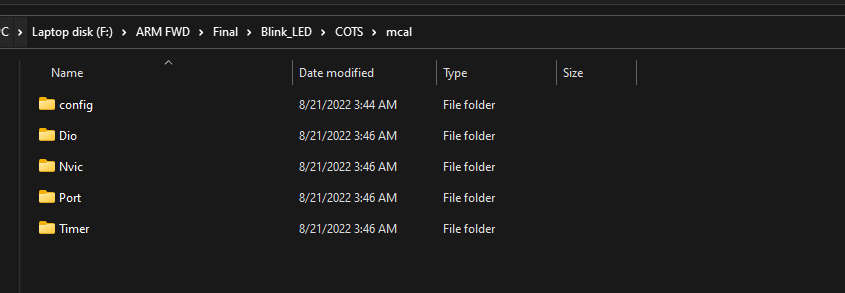 PC > Laptop disk (F:) > ARM FWD > Final > Blink_LED > COTS > mcal
Name Date modified Type Size
config 8/21/2022 3:44 AM File folder
Dio 8/21/2022 3:46 AM File folder
Nvic 8/21/2022 3:46 AM File folder
Port 8/21/2022 3:46 AM File folder
Timer 8/21/2022 3:46 AM File folder